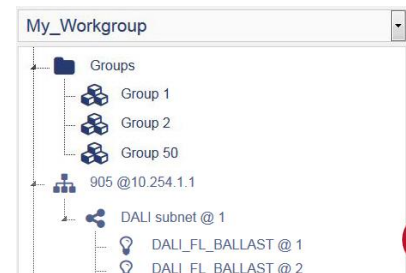 My_Workgroup
Groups
Group 1
Group 2
Group 50
905 @10.254.1.1
DALI subnet @ 1
DALI_FL_BALLAST @ 1
DALI_FL_BALLAST @ 2